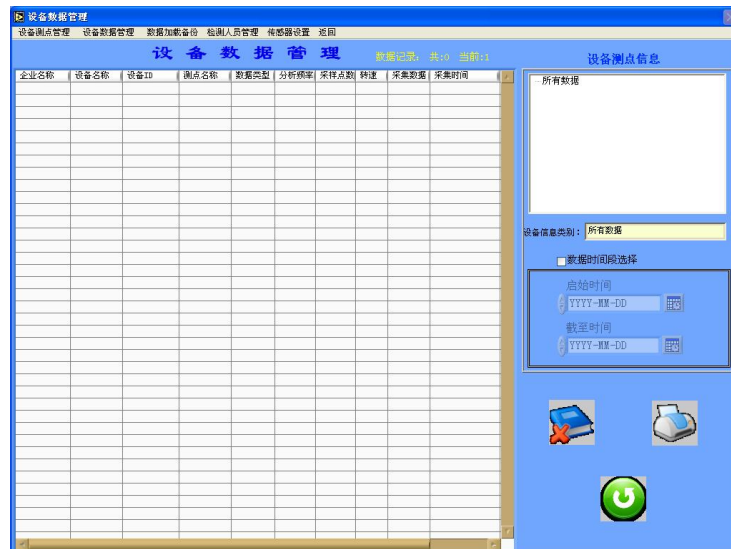 设备数据管理
设备测点管理 设备数据管理 数据加载备份 检测人员管理 传感器设置 返回
设备数据管理 数据记录：共:0 当前:1
设备测点信息
企业名称 设备名称 设备ID 测点名称 数据类型 分析频率 采样点数 转速 采集数据 采集时间
所有数据
设备信息类别： 所有数据
数据时间段选择
启始时间
YYYY-MM-DD
截至时间
YYYY-MM-DD